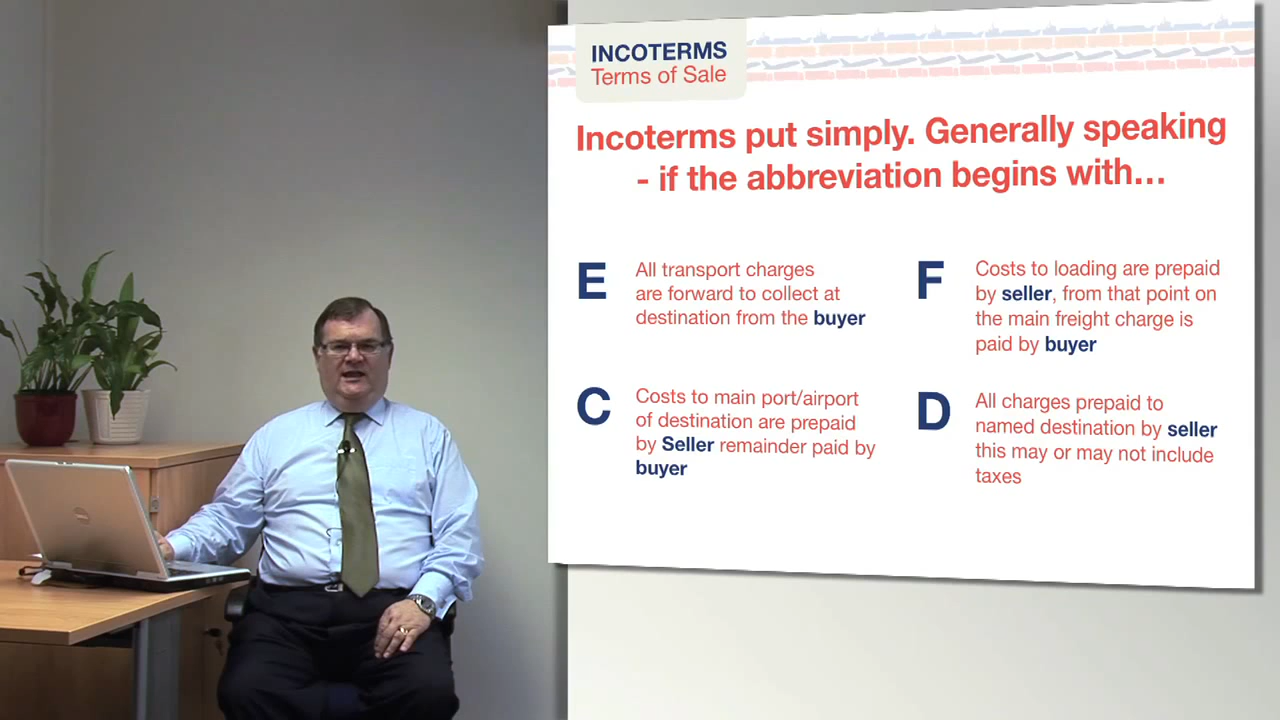 INCOTERMS
Terms of Sale
Incoterms put simply. Generally speaking
- if the abbreviation begins with...
E
All transport charges
are forward to collect at
destination from the buyer
F
Costs to loading are prepaid
by seller, from that point on
the main freight charge is
paid by buyer
C
Costs to main port/airport
of destination are prepaid
by Seller remainder paid by
buyer
D
All charges prepaid to
named destination by seller
this may or may not include
taxes